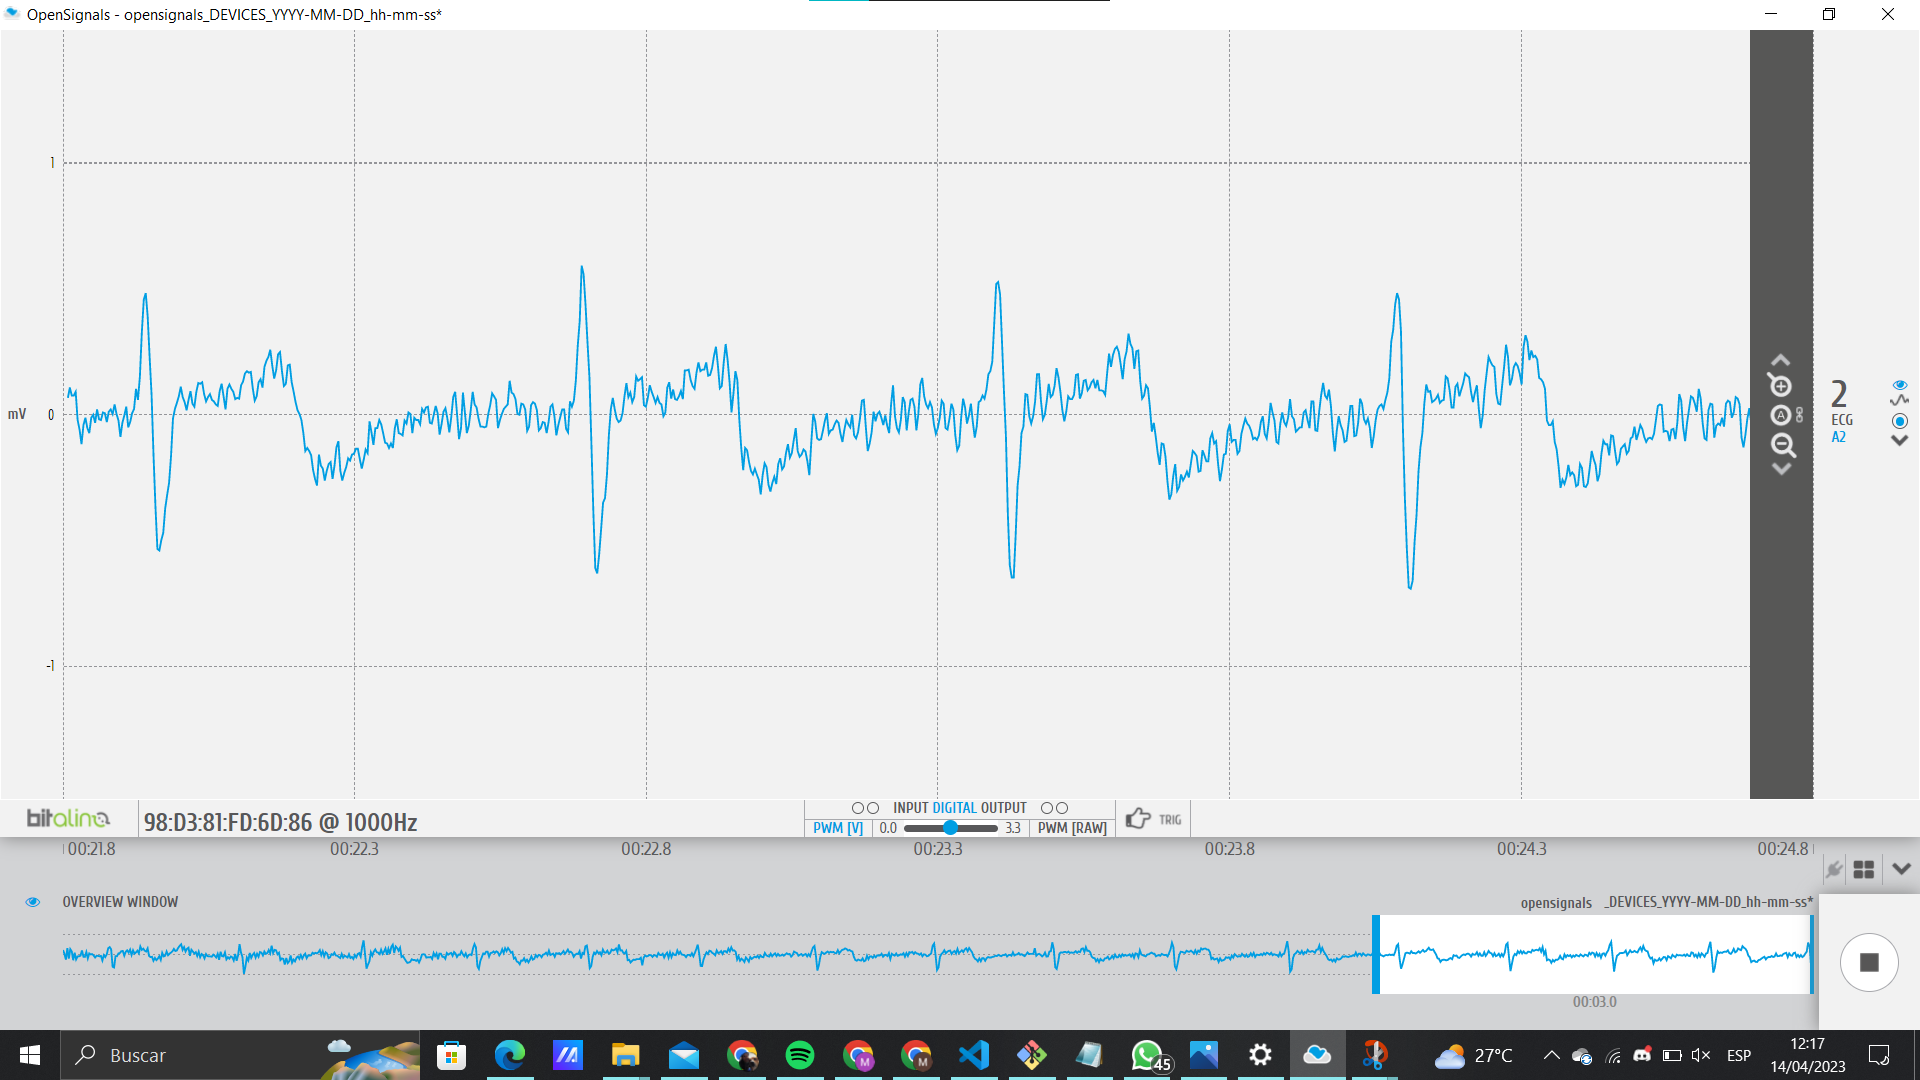 OpenSignals - opensignals_DEVICES_YYYY-MM-DD_hh-mm-ss*
1
mV 0
-1
2
ECG
A2
A
bitalino 98:D3:81:FD:6D:86 @ 1000Hz
INPUT DIGITAL OUTPUT
PWM [V] 0.0 3.3 PWM [RAW]
TRIG
00:21.8 00:22.3 00:22.8 00:23.3 00:23.8 00:24.3 00:24.8
OVERVIEW WINDOW
opensignals _DEVICES_YYYY-MM-DD_hh-mm-ss*
00:03.0
Buscar
M
M
45
27°C
ESP
12:17
14/04/2023